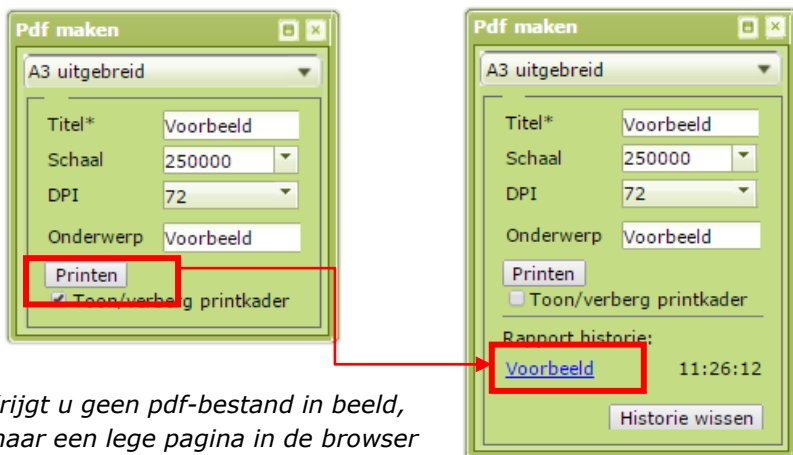 Pdf maken
A3 uitgebreid
Titel* Voorbeeld
Schaal 250000
DPI 72
Onderwerp Voorbeeld
Printen
Toon/verberg printkader
Pdf maken
A3 uitgebreid
Titel* Voorbeeld
Schaal 250000
DPI 72
Onderwerp Voorbeeld
Printen
Toon/verberg printkader
Rapport historie:
Voorbeeld 11:26:12
Historie wissen
rijgt u geen pdf-bestand in beeld,
naar een lege pagina in de browser